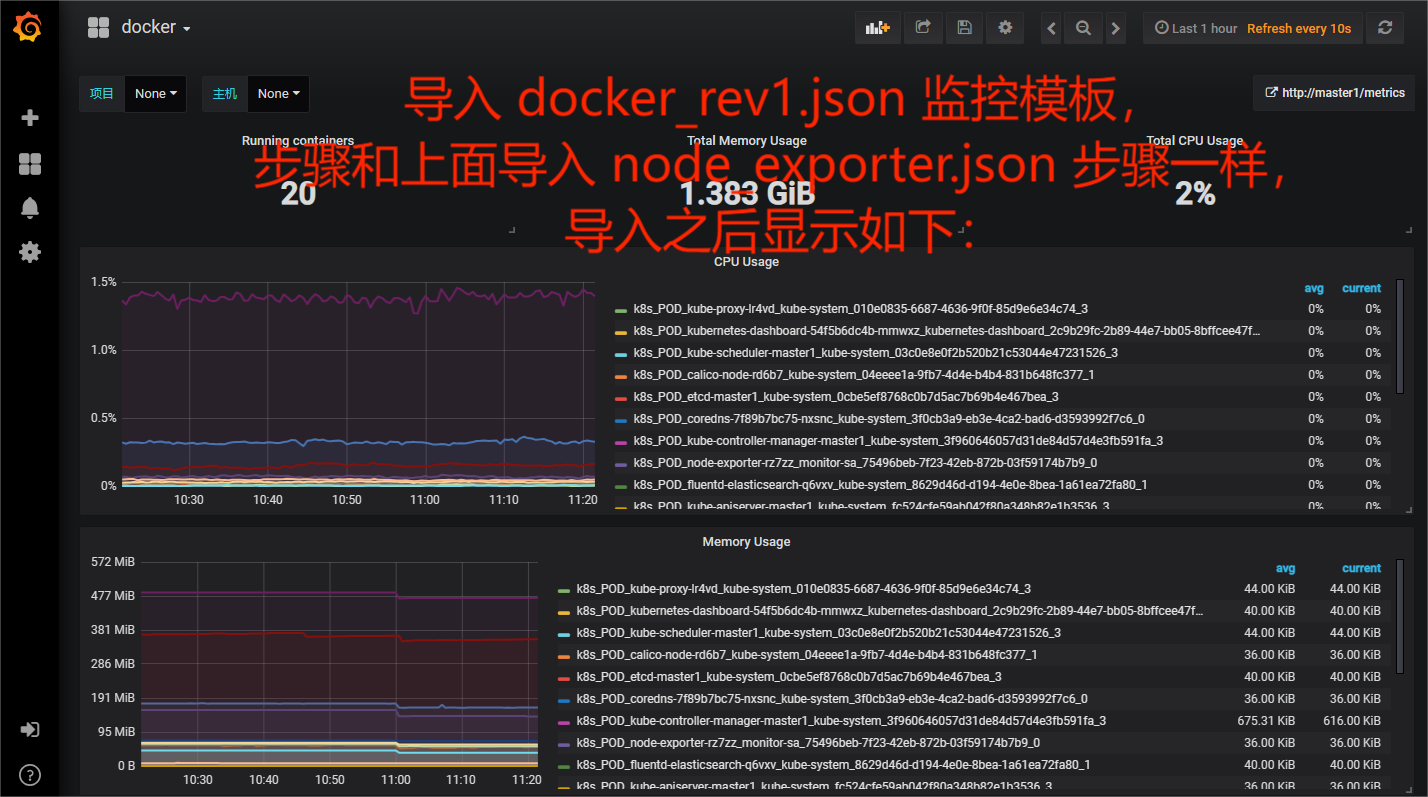 docker
Last 1 hour Refresh every 10s
项目 None 主机 None
http://master1/metrics
导入 docker_rev1.json 监控模板,
步骤和上面导入 node_exporter.json 步骤一样,
导入之后显示如下:
Running containers
20
Total Memory Usage
1.383 GiB
Total CPU Usage
2%
CPU Usage
1.5%
1.0%
0.5%
0%
10:30 10:40 10:50 11:00 11:10 11:20
avg current
k8s_POD_kube-proxy-lr4vd_kube-system_010e0835-6687-4636-9f0f-85d9e6e34c74_3 0% 0%
k8s_POD_kubernetes-dashboard-54f5b6dc4b-mmwxz_kubernetes-dashboard_2c9b29fc-2b89-44e7-bb05-8bffcee47f... 0% 0%
k8s_POD_kube-scheduler-master1_kube-system_03c0e8e0f2b520b21c53044e47231526_3 0% 0%
k8s_POD_calico-node-rd6b7_kube-system_04eeee1a-9fb7-4d4e-b4b4-831b648fc377_1 0% 0%
k8s_POD_etcd-master1_kube-system_0cbe5ef8768c0b7d5ac7b69b4e467bea_3 0% 0%
k8s_POD_coredns-7f89b7bc75-nxsnc_kube-system_3f0cb3a9-eb3e-4ca2-bad6-d3593992f7c6_0 0% 0%
k8s_POD_kube-controller-manager-master1_kube-system_3f960646057d31de84d57d4e3fb591fa_3 0% 0%
k8s_POD_node-exporter-rz7zz_monitor-sa_75496beb-7f23-42eb-872b-03f59174b7b9_0 0% 0%
k8s_POD_fluentd-elasticsearch-q6vxv_kube-system_8629d46d-d194-4e0e-8bea-1a61ea72fa80_1 0% 0%
k8s_POD_kube-apiserver-master1_kube-system_fc524cfe59ab042f80a348b82e1b3536_3 0% 0%
Memory Usage
572 MiB
477 MiB
381 MiB
286 MiB
191 MiB
95 MiB
0 B
10:30 10:40 10:50 11:00 11:10 11:20
avg current
k8s_POD_kube-proxy-lr4vd_kube-system_010e0835-6687-4636-9f0f-85d9e6e34c74_3 44.00 KiB 44.00 KiB
k8s_POD_kubernetes-dashboard-54f5b6dc4b-mmwxz_kubernetes-dashboard_2c9b29fc-2b89-44e7-bb05-8bffcee47f... 40.00 KiB 40.00 KiB
k8s_POD_kube-scheduler-master1_kube-system_03c0e8e0f2b520b21c53044e47231526_3 44.00 KiB 44.00 KiB
k8s_POD_calico-node-rd6b7_kube-system_04eeee1a-9fb7-4d4e-b4b4-831b648fc377_1 36.00 KiB 36.00 KiB
k8s_POD_etcd-master1_kube-system_0cbe5ef8768c0b7d5ac7b69b4e467bea_3 40.00 KiB 40.00 KiB
k8s_POD_coredns-7f89b7bc75-nxsnc_kube-system_3f0cb3a9-eb3e-4ca2-bad6-d3593992f7c6_0 36.00 KiB 36.00 KiB
k8s_POD_kube-controller-manager-master1_kube-system_3f960646057d31de84d57d4e3fb591fa_3 675.31 KiB 616.00 KiB
k8s_POD_node-exporter-rz7zz_monitor-sa_75496beb-7f23-42eb-872b-03f59174b7b9_0 36.00 KiB 36.00 KiB
k8s_POD_fluentd-elasticsearch-q6vxv_kube-system_8629d46d-d194-4e0e-8bea-1a61ea72fa80_1 40.00 KiB 40.00 KiB